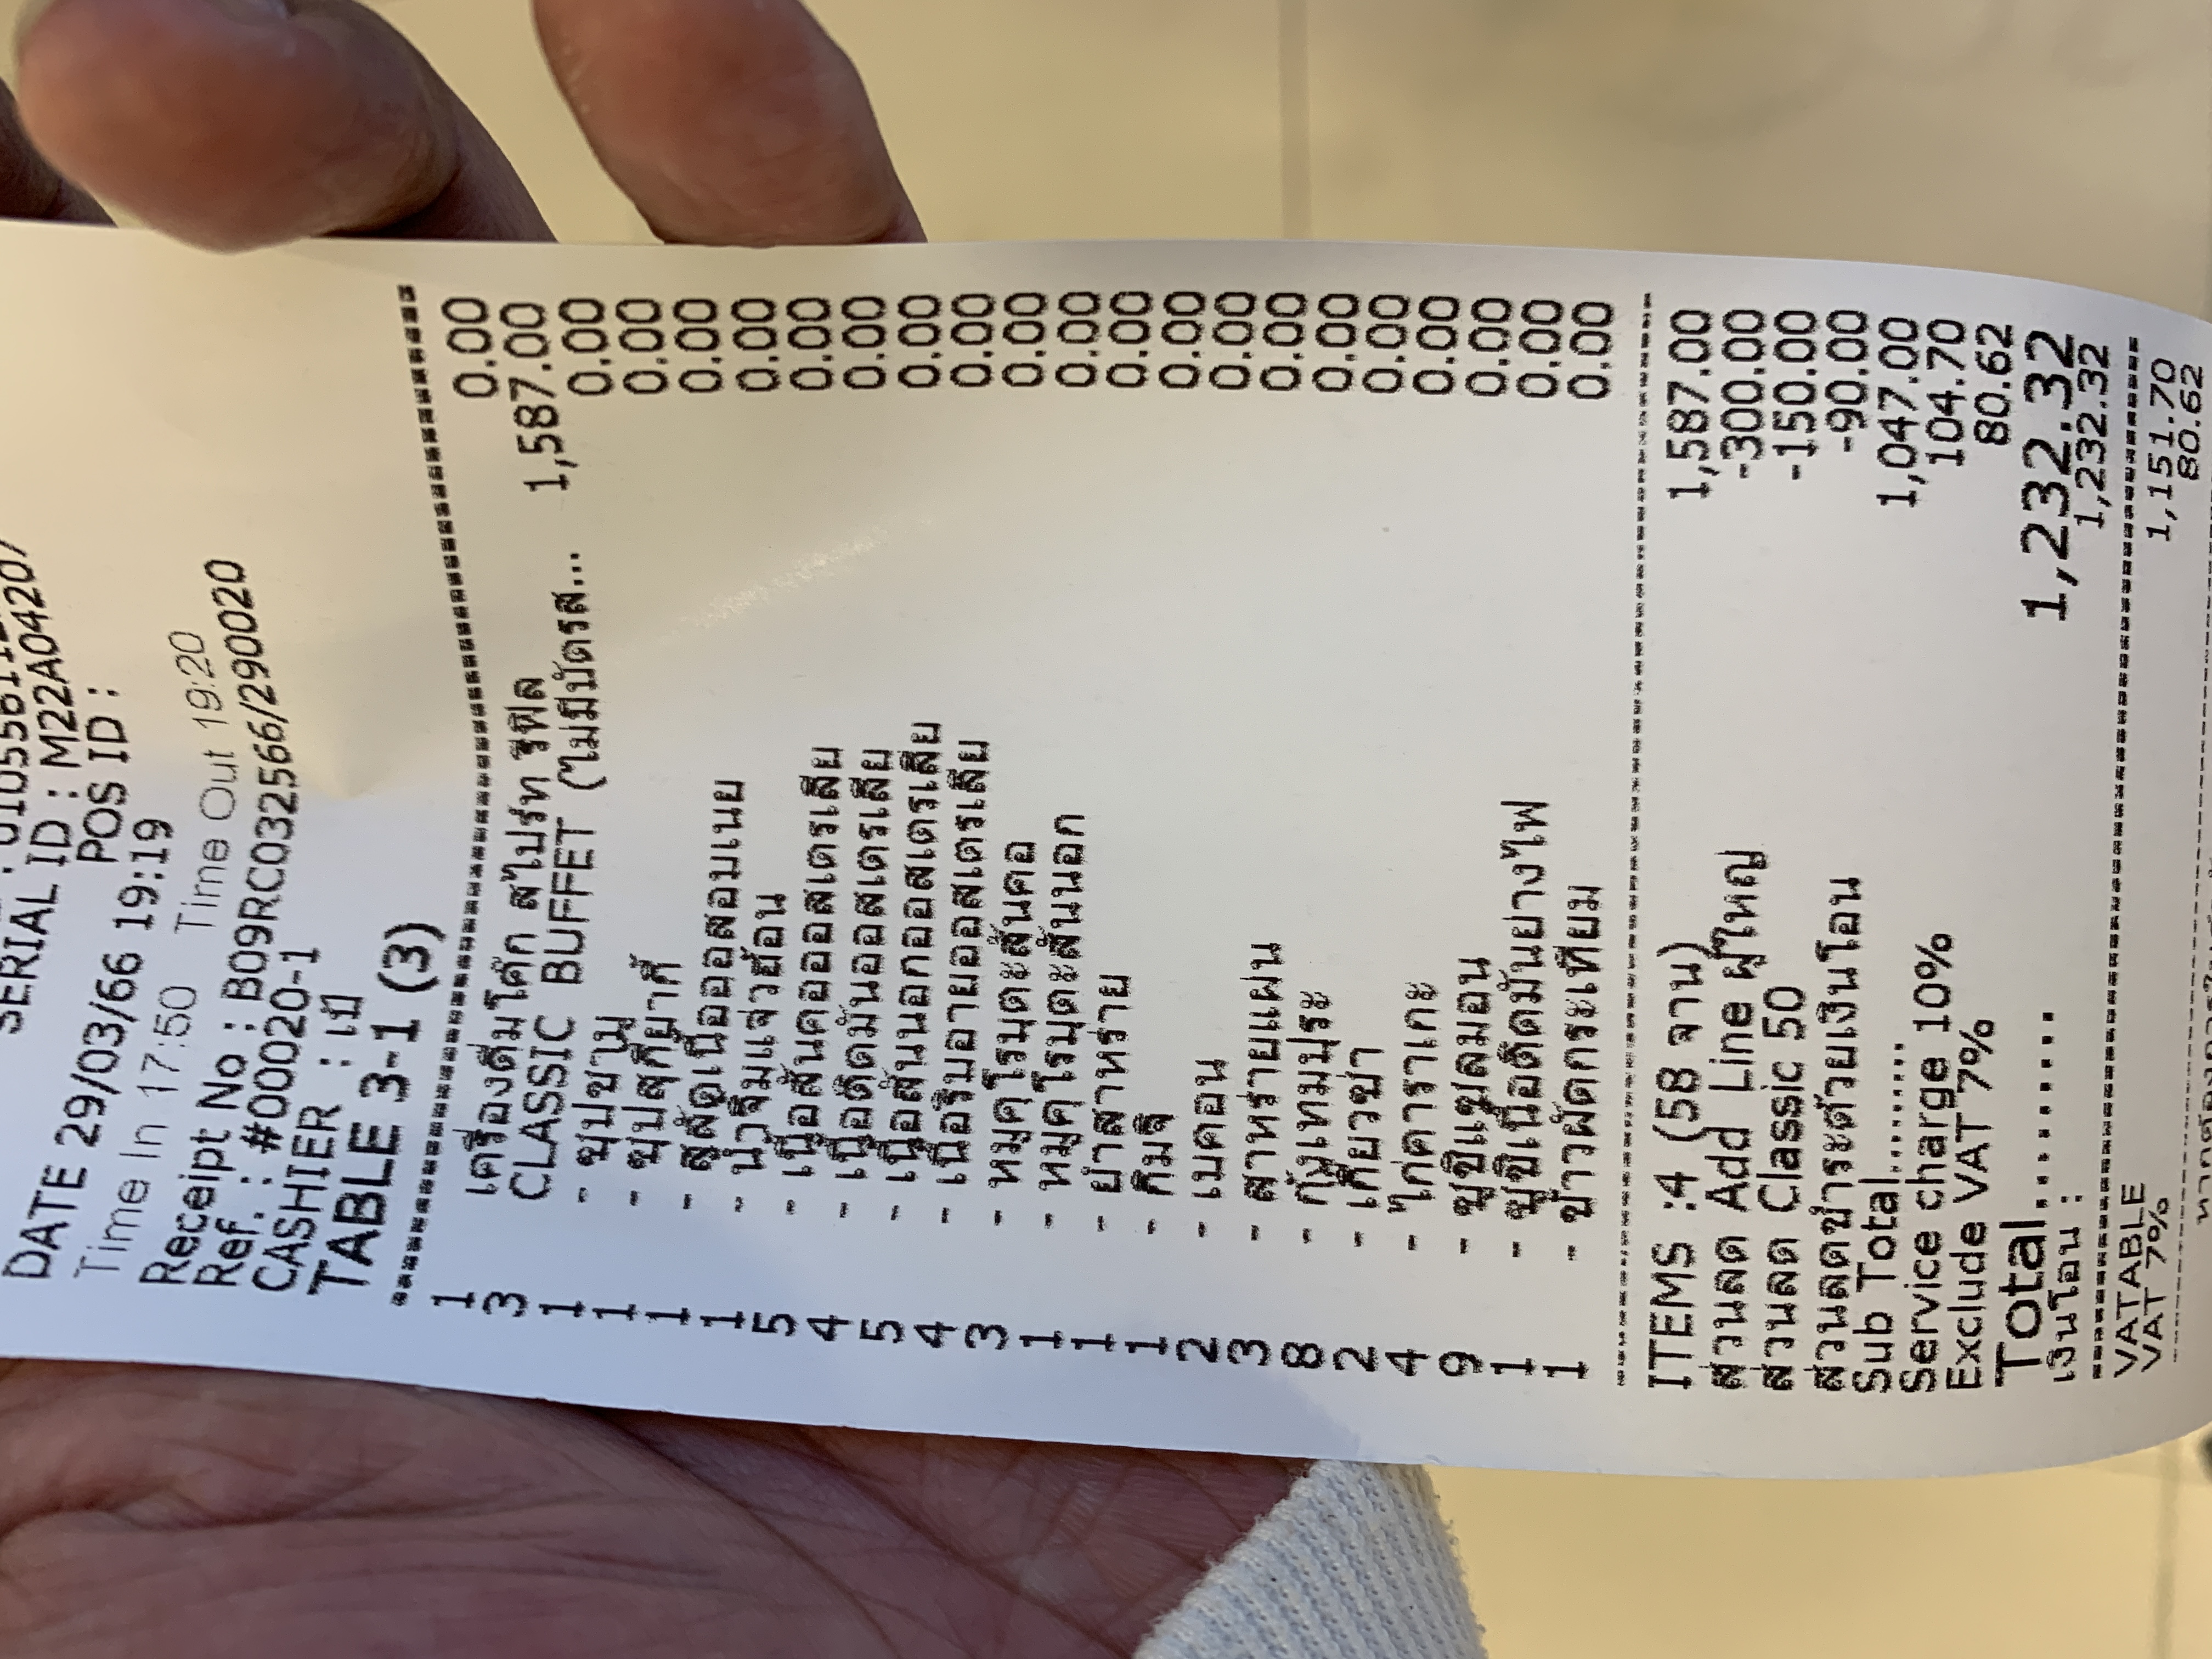 SERIAL ID : M22A04207
POS ID :
DATE 29/03/66 19:19
Time In 17:50 Time Out 19:20
Receipt No : B09RC032566/290020
Ref. : #00020-1
CASHIER : เป้
TABLE 3-1 (3)
1 เครื่องดื่มโค๊ก สไปร์ท รีฟิล 0.00
3 CLASSIC BUFFET (ไม่มีบัตรส... 1,587.00
1 - ซุปชาบู 0.00
1 - ซุปสุกี้ยากี้ 0.00
1 - สลัดเนื้อออสอบเนย 0.00
1 - น้ำจิ้มแจ่วฮ้อน 0.00
5 - เนื้อสันคอออสเตรเลีย 0.00
4 - เนื้อติดมันออสเตรเลีย 0.00
5 - เนื้อสันนอกออสเตรเลีย 0.00
4 - เนื้อริบอายออสเตรเลีย 0.00
3 - หมูคุโรบุตะสันคอ 0.00
1 - หมูคุโรบุตะสันนอก 0.00
1 - ยำสาหร่าย 0.00
1 - กิมจิ 0.00
2 - เบคอน 0.00
3 - สาหร่ายแผ่น 0.00
8 - กุ้งเทมปุระ 0.00
2 - เกี๊ยวซ่า 0.00
4 - ไก่คาราเกะ 0.00
9 - ซูชิแซลมอน 0.00
1 - ซูชิเนื้อติดมันย่างไฟ 0.00
1 - ข้าวผัดกระเทียม 0.00
ITEMS :4 (58 จาน) 1,587.00
ส่วนลด Add Line ผู้ใหญ่ -300.00
ส่วนลด Classic 50 -150.00
ส่วนลดชำระด้วยเงินโอน -90.00
Sub Total......... 1,047.00
Service charge 10% 104.70
Exclude VAT 7% 80.62
Total......... 1,232.32
เงินโอน : 1,232.32
VATABLE 1,151.70
VAT 7% 80.62